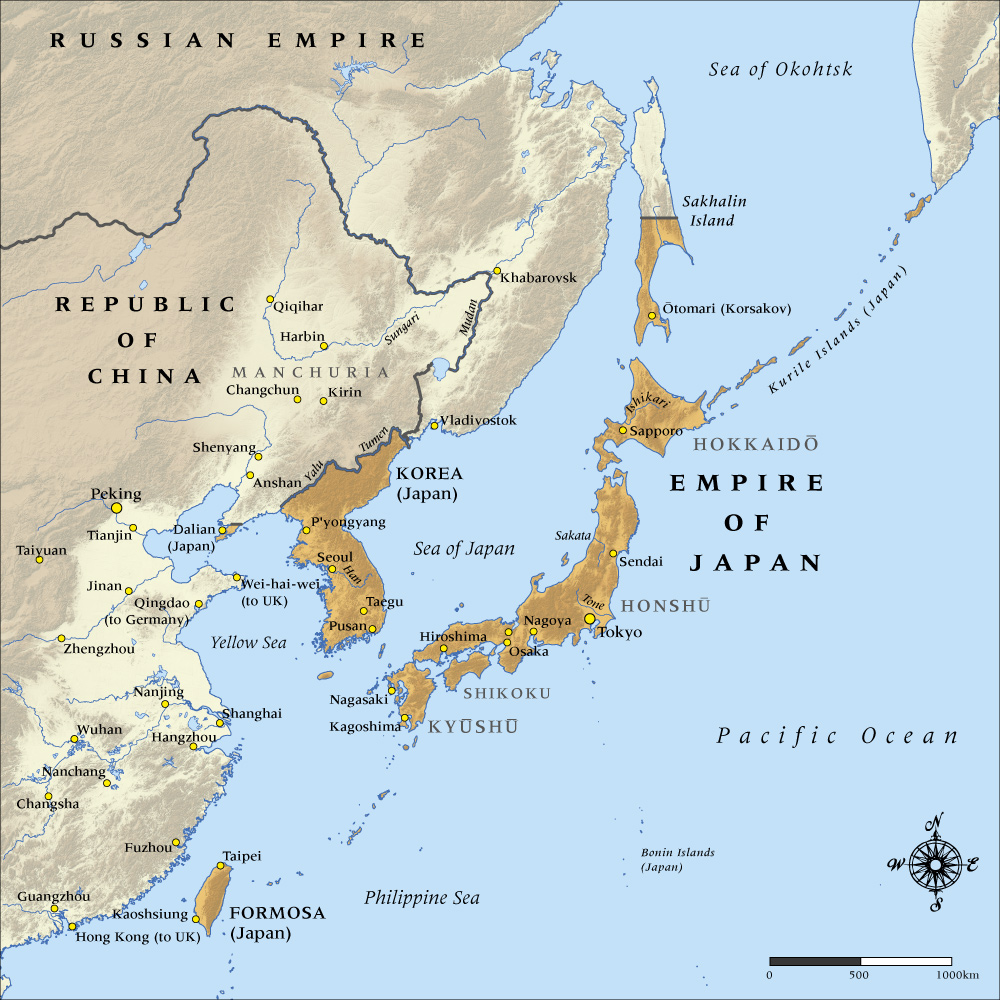 RUSSIAN EMPIRE
Sea of Okohtsk
Sakhalin
Island
Khabarovsk
REPUBLIC
OF
CHINA
Qiqihar
Harbin
Sungari
Mudan
Ōtomari (Korsakov)
Kurile Islands (Japan)
MANCHURIA
Changchun
Kirin
Ishikari
Vladivostok
Sapporo
HOKKAIDŌ
Shenyang
Tumen
Yalu
Anshan
KOREA
(Japan)
EMPIRE
OF
JAPAN
Peking
Tianjin
Dalian
(Japan)
P'yongyang
Taiyuan
Seoul
Han
Sea of Japan
Sakata
Sendai
Jinan
Wei-hai-wei
(to UK)
Qingdao
(to Germany)
Taegu
Pusan
Tone
HONSHŪ
Nagoya
Tokyo
Hiroshima
Osaka
Zhengzhou
Yellow Sea
Nanjing
Nagasaki
SHIKOKU
Shanghai
Kagoshima
KYŪSHŪ
Wuhan
Hangzhou
Pacific Ocean
Nanchang
Changsha
Fuzhou
Taipei
Bonin Islands
(Japan)
N
W
E
S
Guangzhou
Kaoshsiung
FORMOSA
(Japan)
Philippine Sea
Hong Kong (to UK)
0
500
1000km